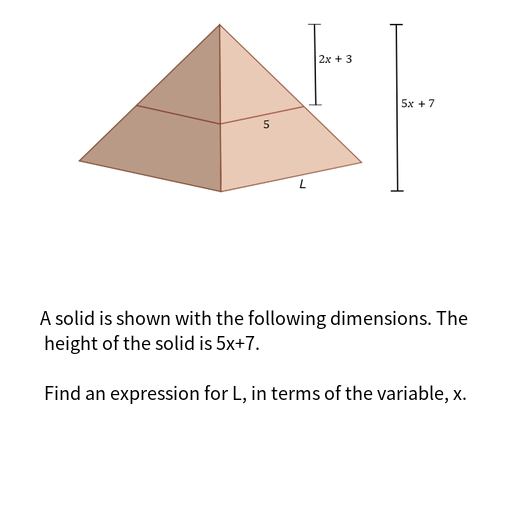 2x + 3
5x + 7
5
L
A solid is shown with the following dimensions. The
height of the solid is 5x+7.
Find an expression for L, in terms of the variable, x.